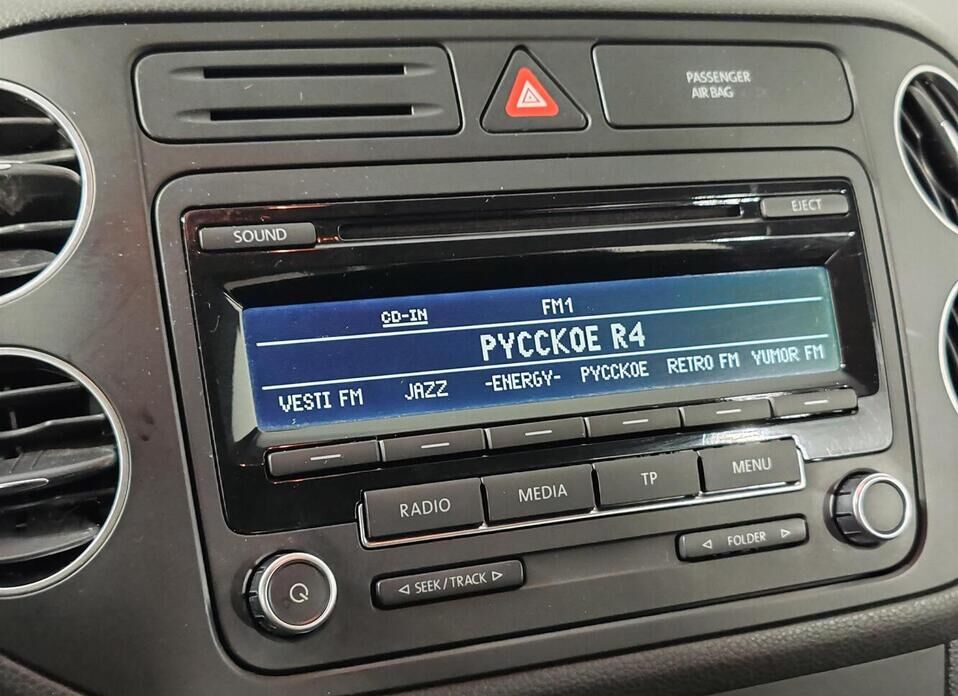 PASSENGER
AIR BAG
SOUND
EJECT
CD-IN FM1
PYCCKOE R4
VESTI FM JAZZ -ENERGY- PYCCKOE RETRO FM YUMOR FM
RADIO MEDIA TP MENU
SEEK/TRACK FOLDER